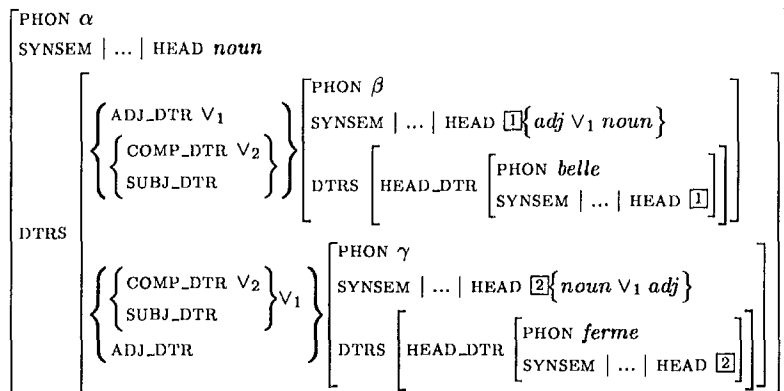 PHON α
SYNSEM | ... | HEAD noun
PHON β
ADJ_DTR ∨₁
SYNSEM | ... | HEAD [1]{adj ∨₁ noun}
{COMP_DTR ∨₂
SUBJ_DTR}
DTRS [HEAD_DTR [PHON belle
SYNSEM | ... | HEAD [1]]]
DTRS
PHON γ
{COMP_DTR ∨₂
SUBJ_DTR}∨₁
SYNSEM | ... | HEAD [2]{noun ∨₁ adj}
ADJ_DTR
DTRS [HEAD_DTR [PHON ferme
SYNSEM | ... | HEAD [2]]]